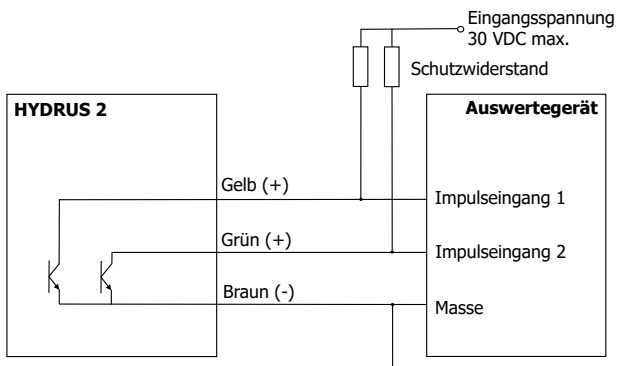 Eingangsspannung
30 VDC max.
Schutzwiderstand
HYDRUS 2
Auswertegerät
Gelb (+)
Impulseingang 1
Grün (+)
Impulseingang 2
Braun (-)
Masse